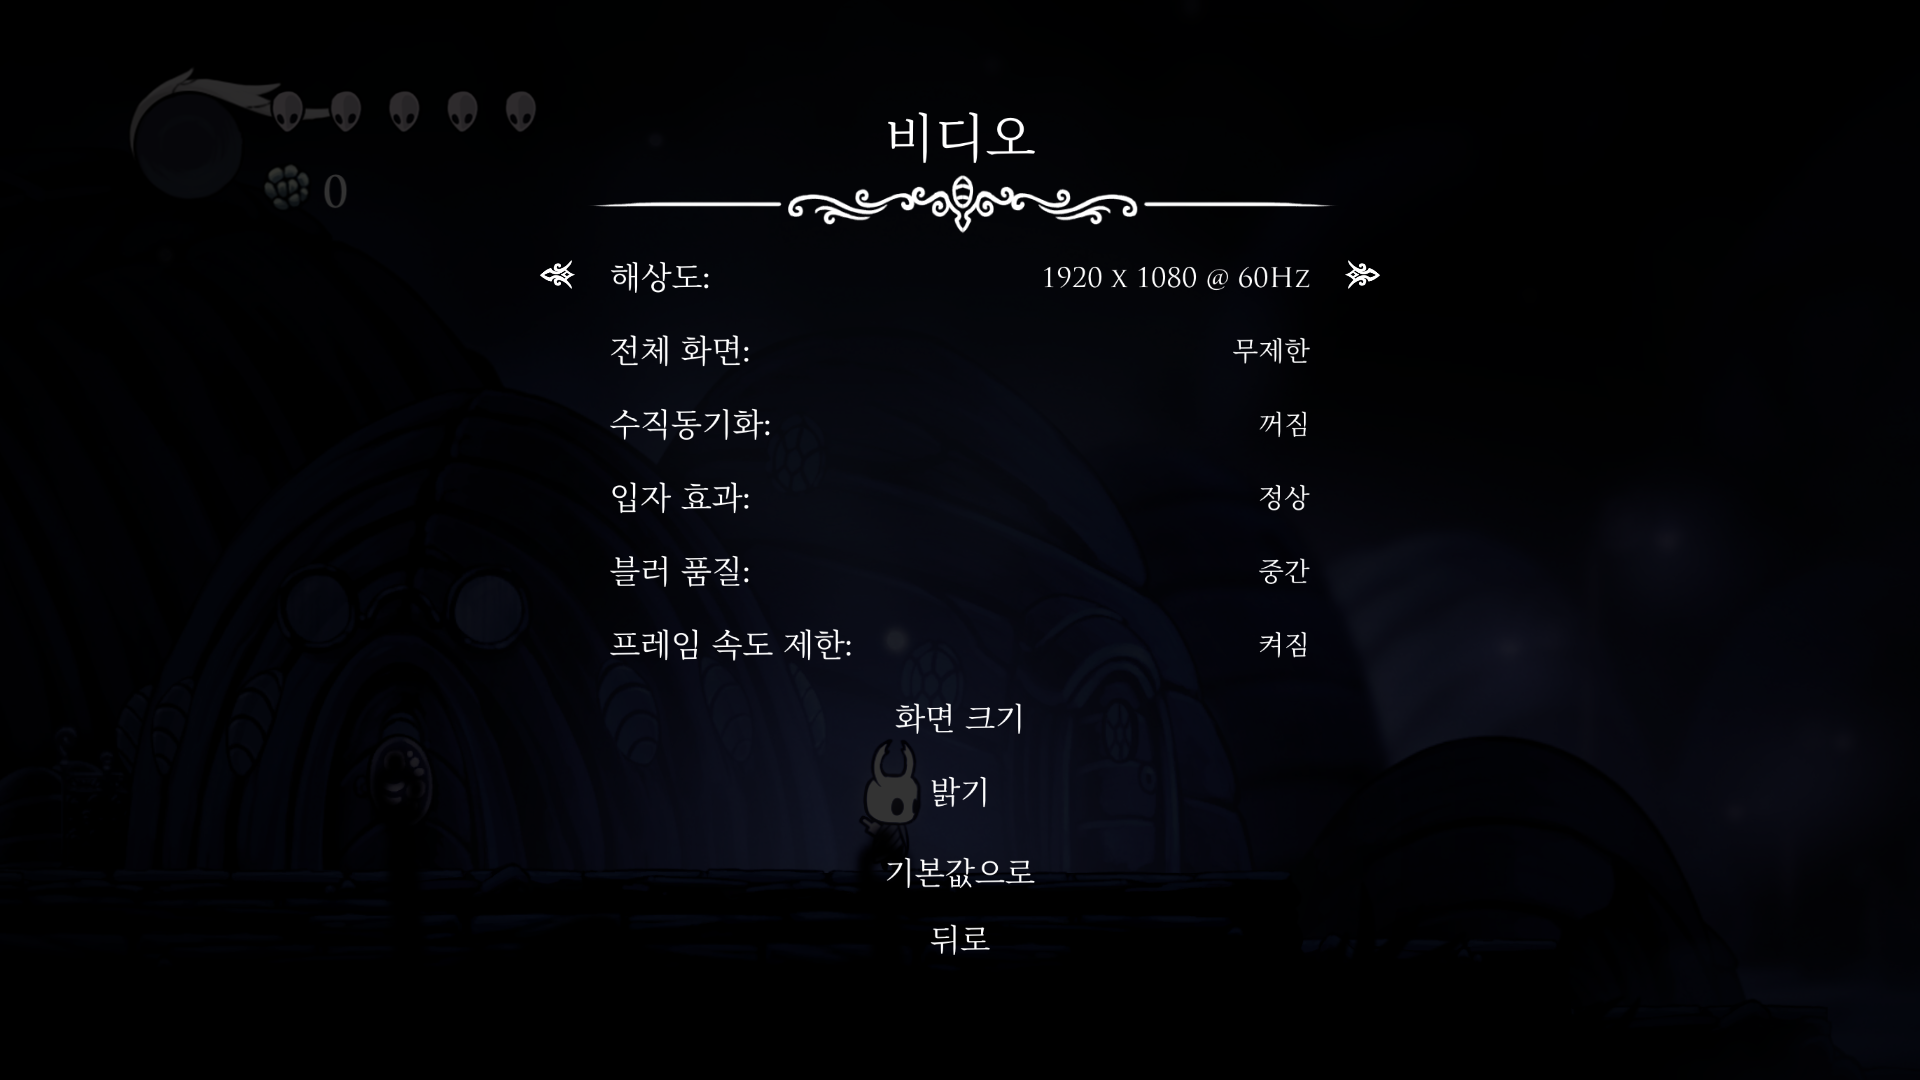 0
비디오
해상도: 1920 x 1080 @ 60Hz
전체 화면: 무제한
수직동기화: 꺼짐
입자 효과: 정상
블러 품질: 중간
프레임 속도 제한: 켜짐
화면 크기
밝기
기본값으로
뒤로